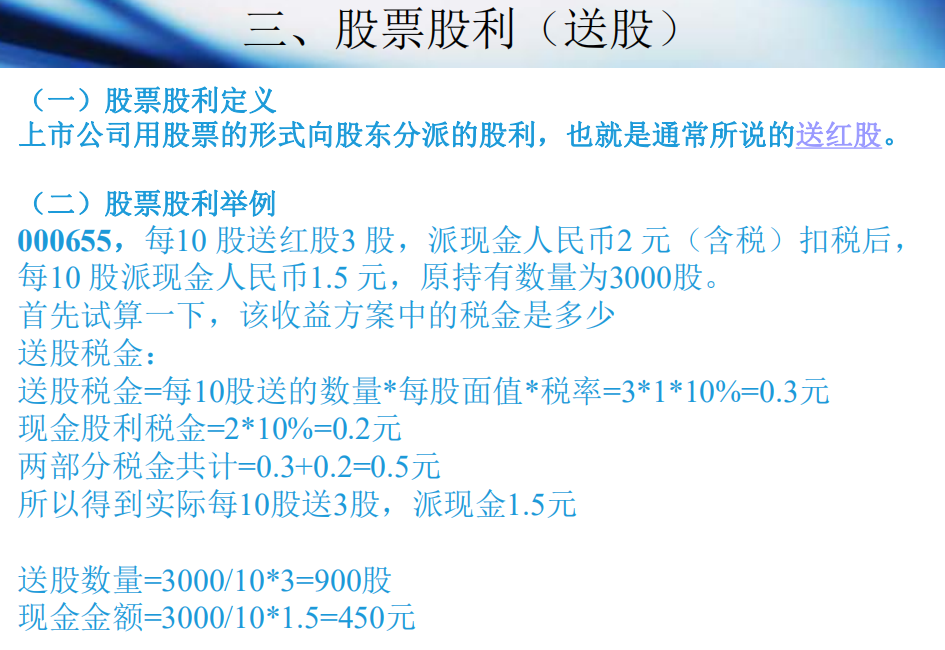 三、股票股利（送股）
（一）股票股利定义
上市公司用股票的形式向股东分派的股利，也就是通常所说的送红股。
（二）股票股利举例
000655，每10 股送红股3 股，派现金人民币2 元（含税）扣税后，
每10 股派现金人民币1.5 元，原持有数量为3000股。
首先试算一下，该收益方案中的税金是多少
送股税金：
送股税金=每10股送的数量*每股面值*税率=3*1*10%=0.3元
现金股利税金=2*10%=0.2元
两部分税金共计=0.3+0.2=0.5元
所以得到实际每10股送3股，派现金1.5元
送股数量=3000/10*3=900股
现金金额=3000/10*1.5=450元